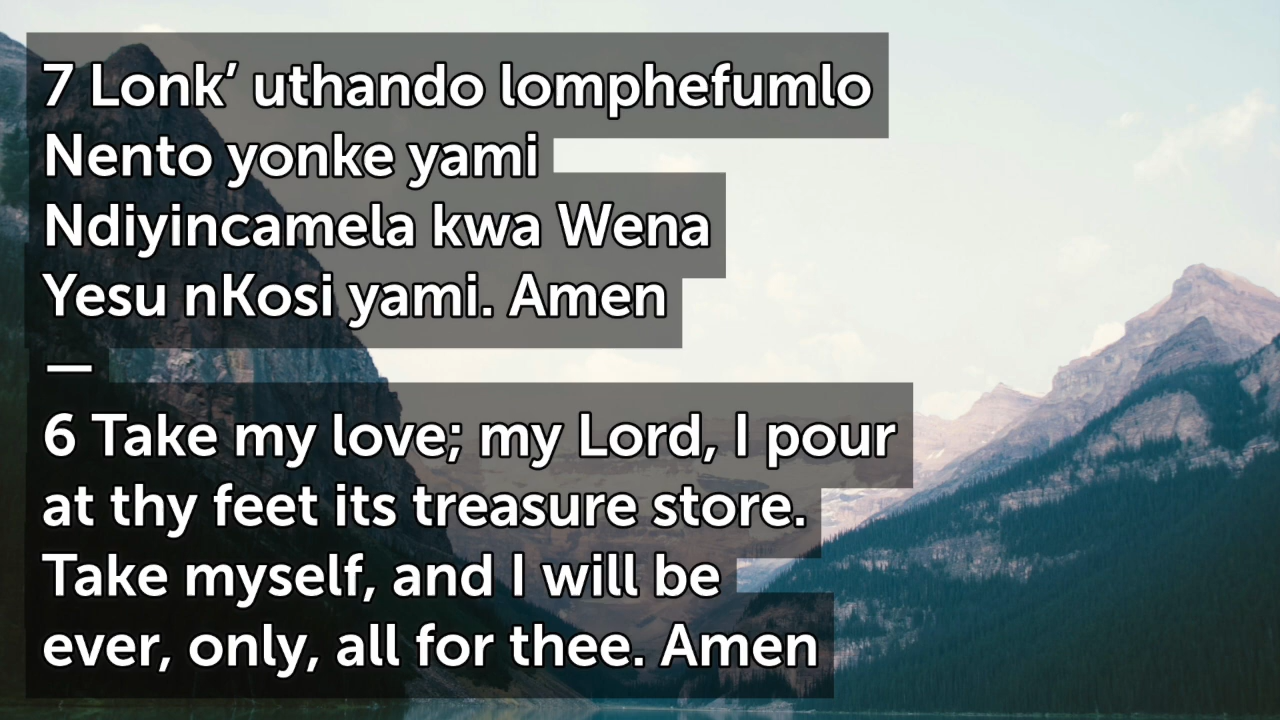 7 Lonk’ uthando lomphefumlo
Nento yonke yami
Ndiyincamela kwa Wena
Yesu nKosi yami. Amen
—
6 Take my love; my Lord, I pour
at thy feet its treasure store.
Take myself, and I will be
ever, only, all for thee. Amen